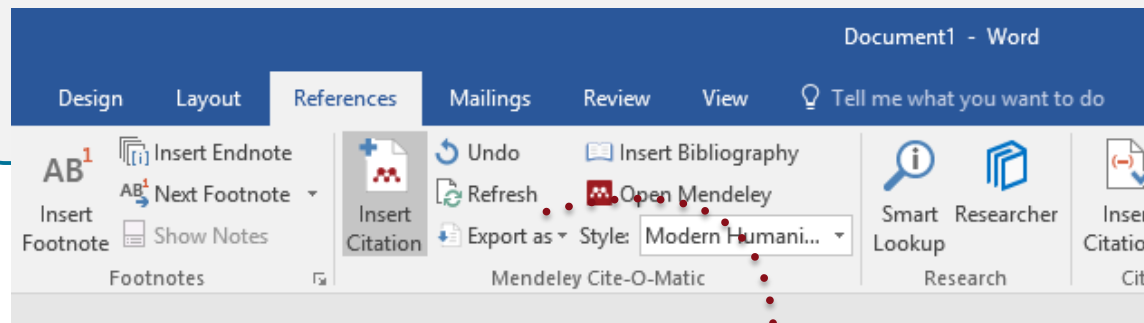 Document1 - Word
Design Layout References Mailings Review View Tell me what you want to do
AB1 Insert Footnote
[i] Insert Endnote
AB1 Next Footnote
Show Notes
Footnotes
Insert Citation
Undo
Refresh
Export as
Insert Bibliography
Open Mendeley
Style: Modern Humani...
Mendeley Cite-O-Matic
Smart Lookup
Researcher
Research
(-)